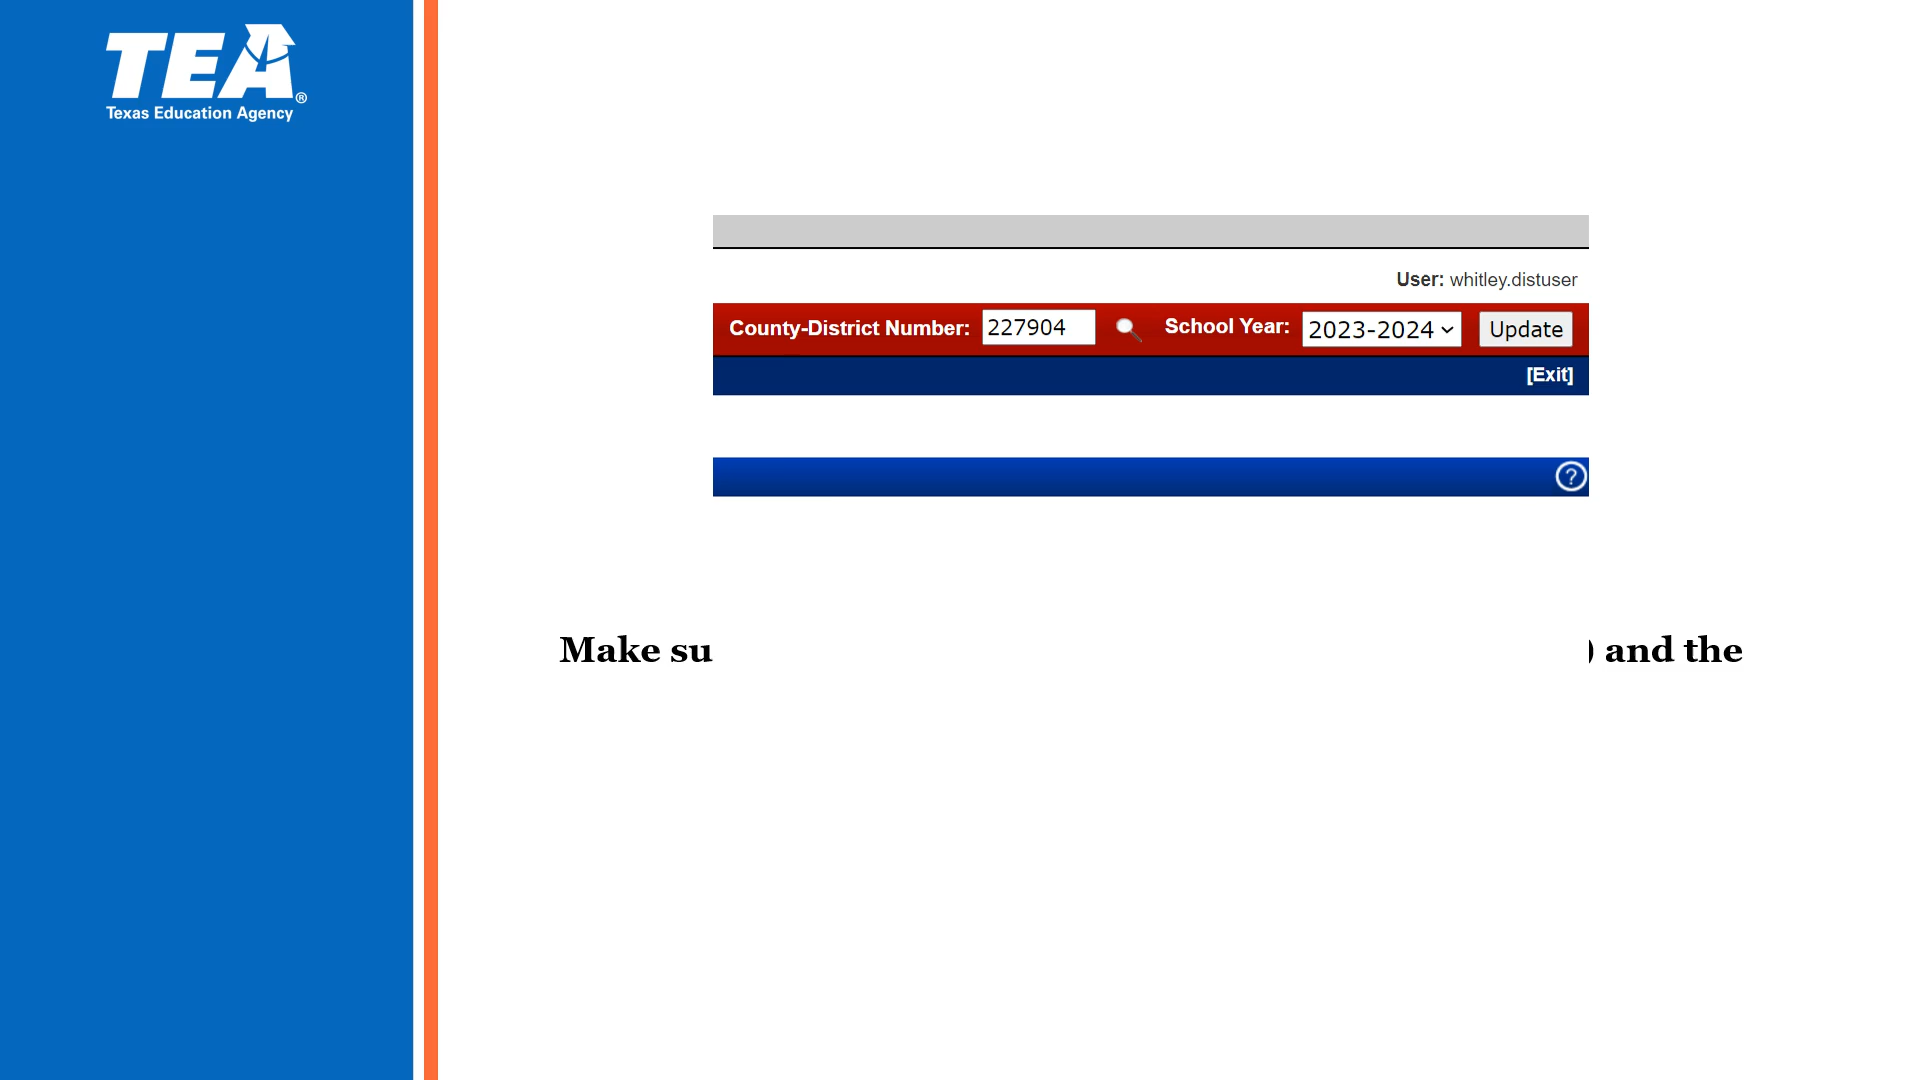 TEA®
Texas Education Agency
User: whitley.distuser
County-District Number: 227904 School Year: 2023-2024 Update
[Exit]
?
Make su ) and the